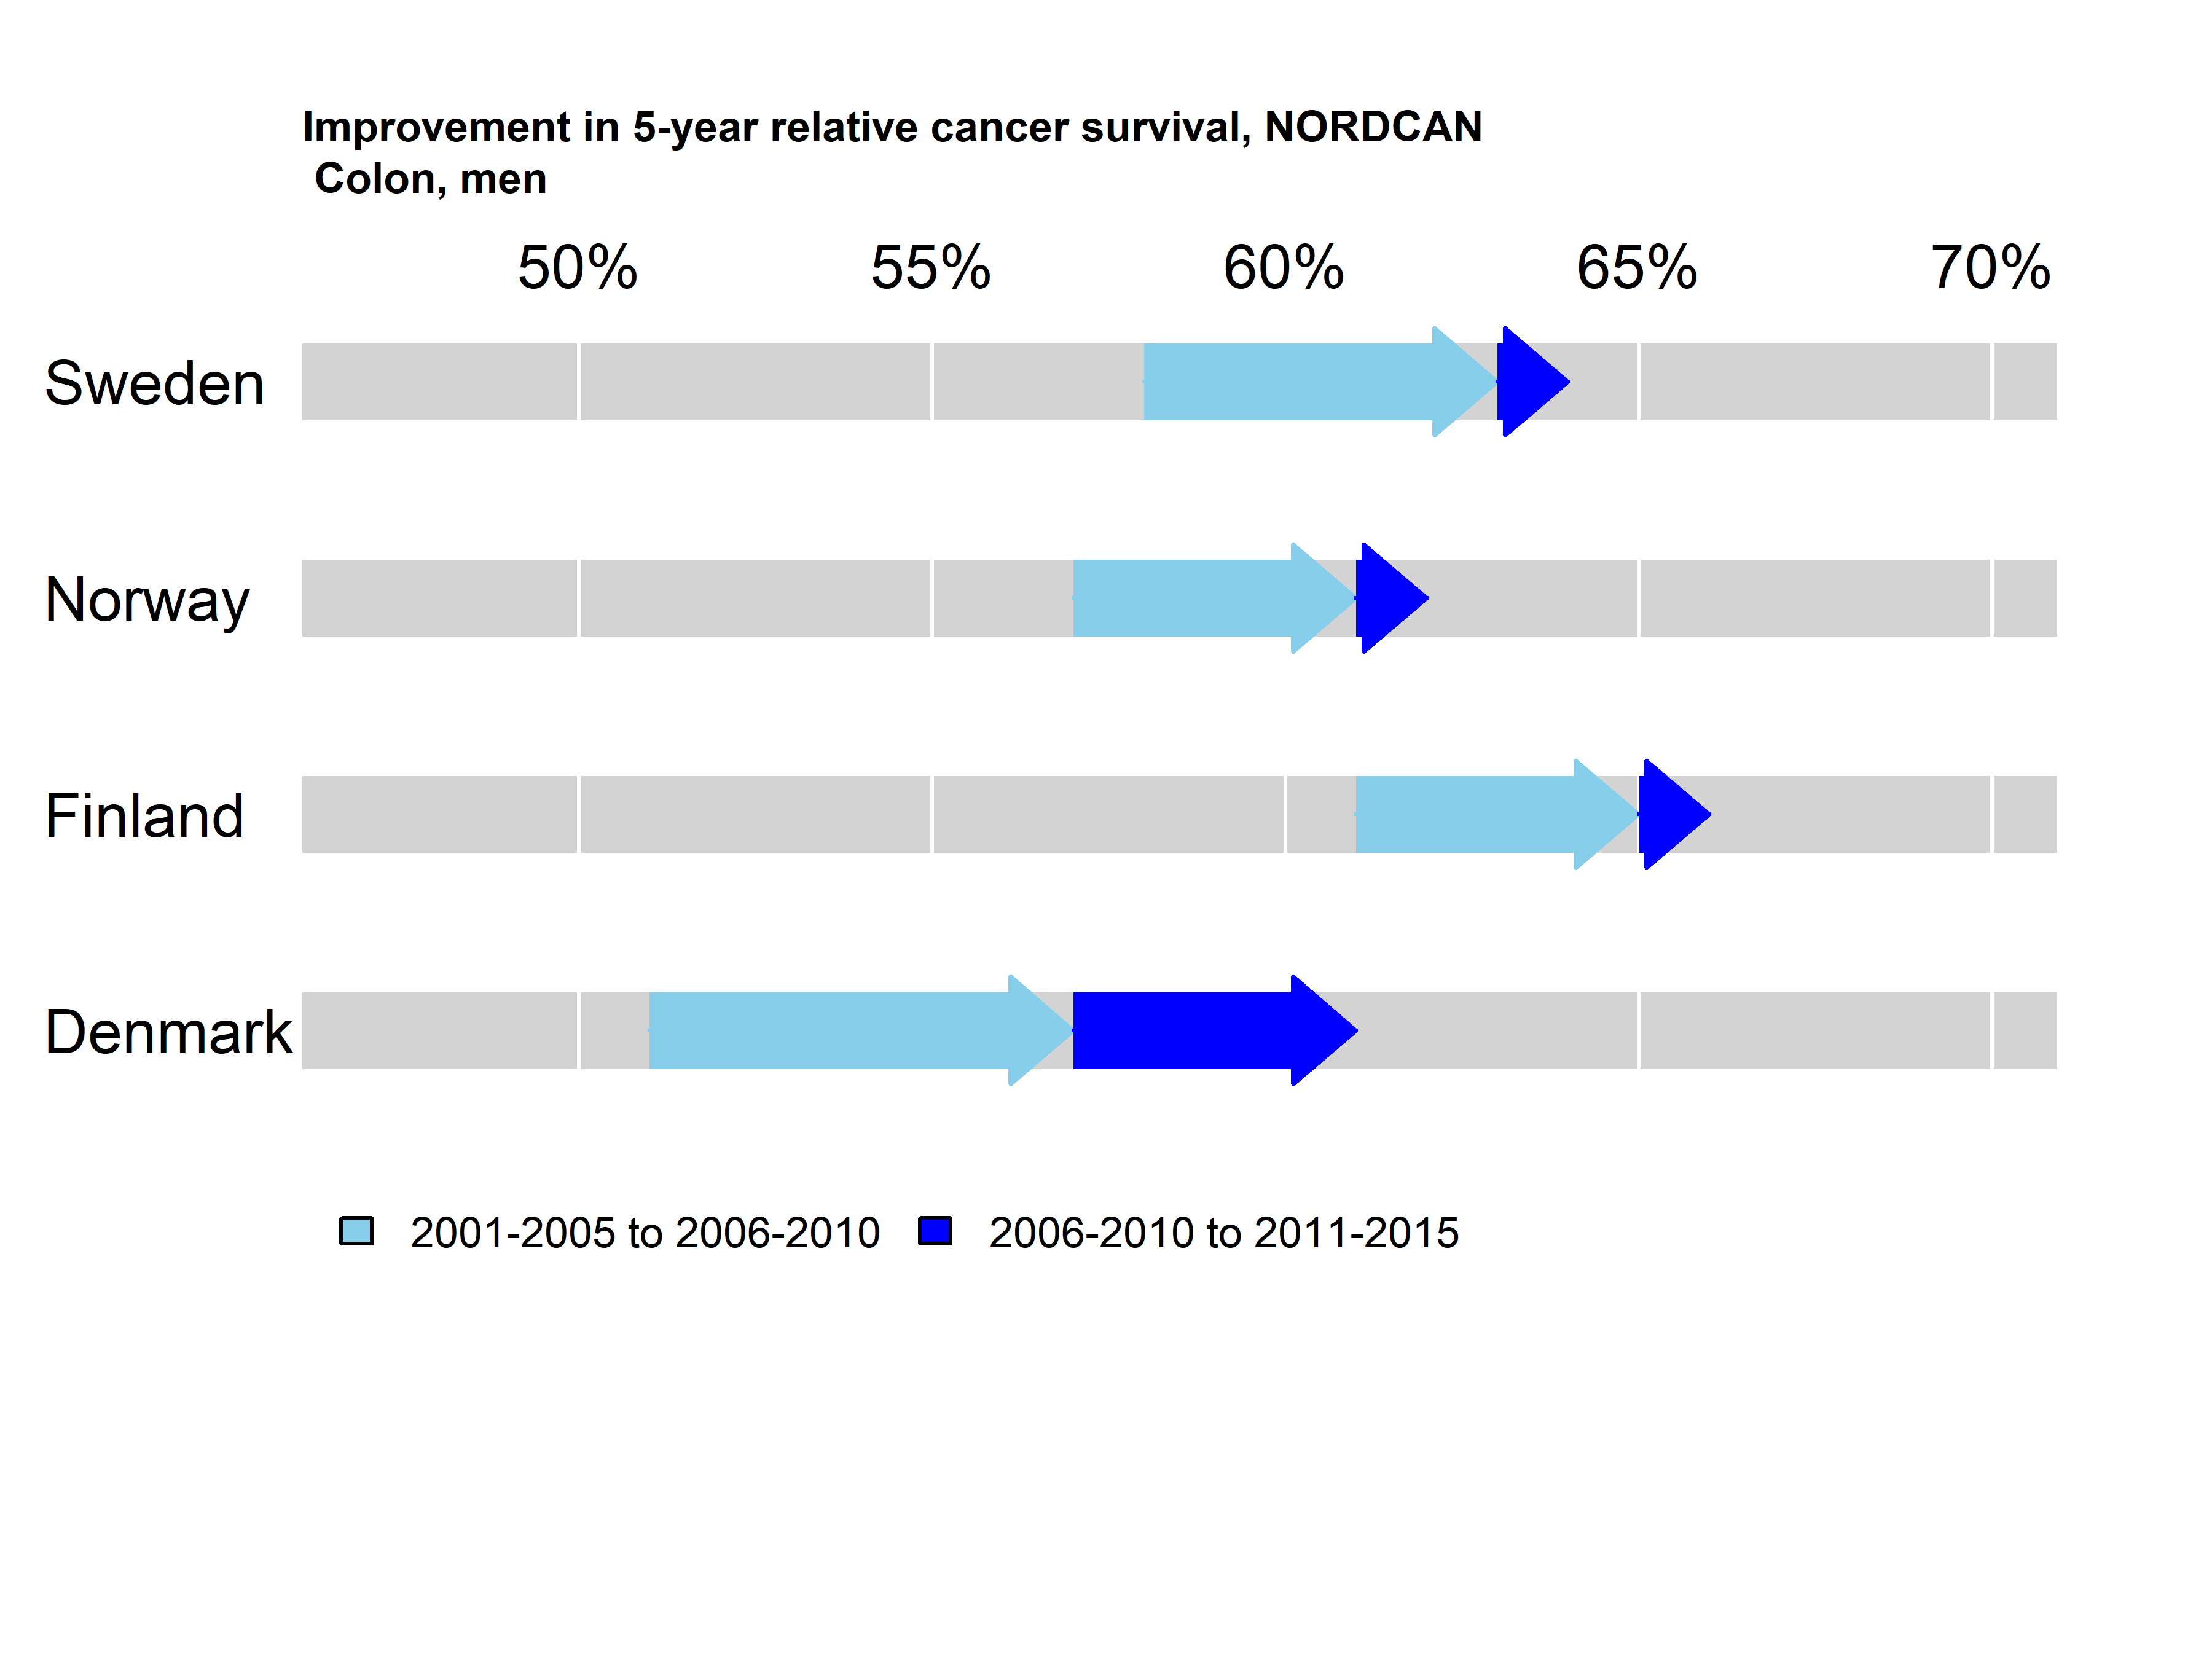 Improvement in 5-year relative cancer survival, NORDCAN
Colon, men
50% 55% 60% 65% 70%
Sweden
Norway
Finland
Denmark
2001-2005 to 2006-2010 2006-2010 to 2011-2015